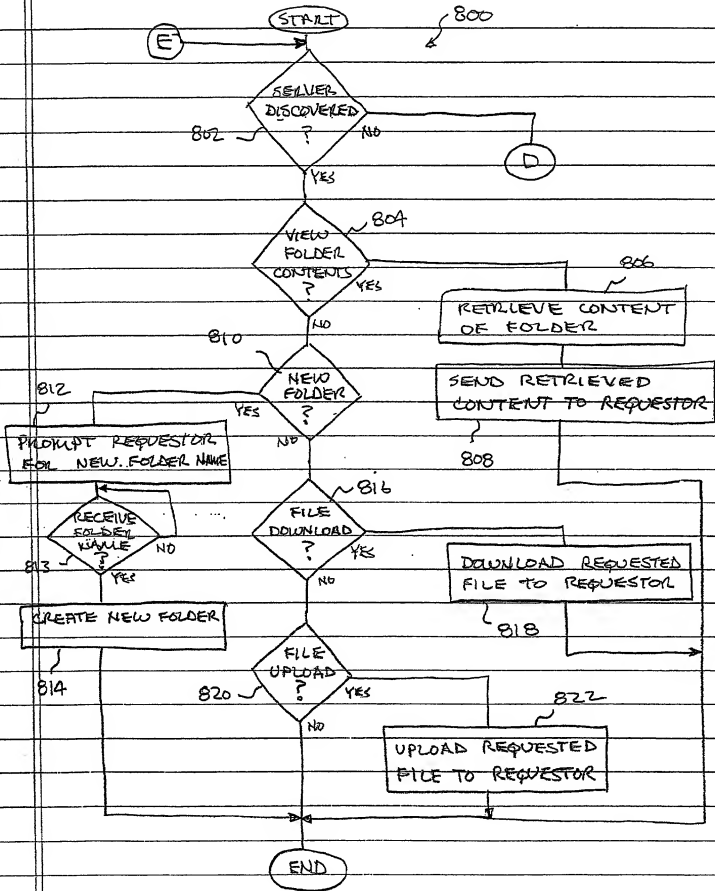 START
800
E
SERVER
DISCOVERED
?
802
NO
D
YES
804
VIEW
FOLDER
CONTENTS
?
YES
806
RETRIEVE CONTENT
OF FOLDER
NO
810
NEW
FOLDER
?
YES
NO
SEND RETRIEVED
CONTENT TO REQUESTOR
808
812
PROMPT REQUESTOR
FOR NEW FOLDER NAME
816
FILE
DOWNLOAD
?
YES
NO
RECEIVE
FOLDER
NAME
?
NO
813
YES
DOWNLOAD REQUESTED
FILE TO REQUESTOR
818
CREATE NEW FOLDER
814
FILE
UPLOAD
?
820
YES
NO
822
UPLOAD REQUESTED
FILE TO REQUESTOR
END